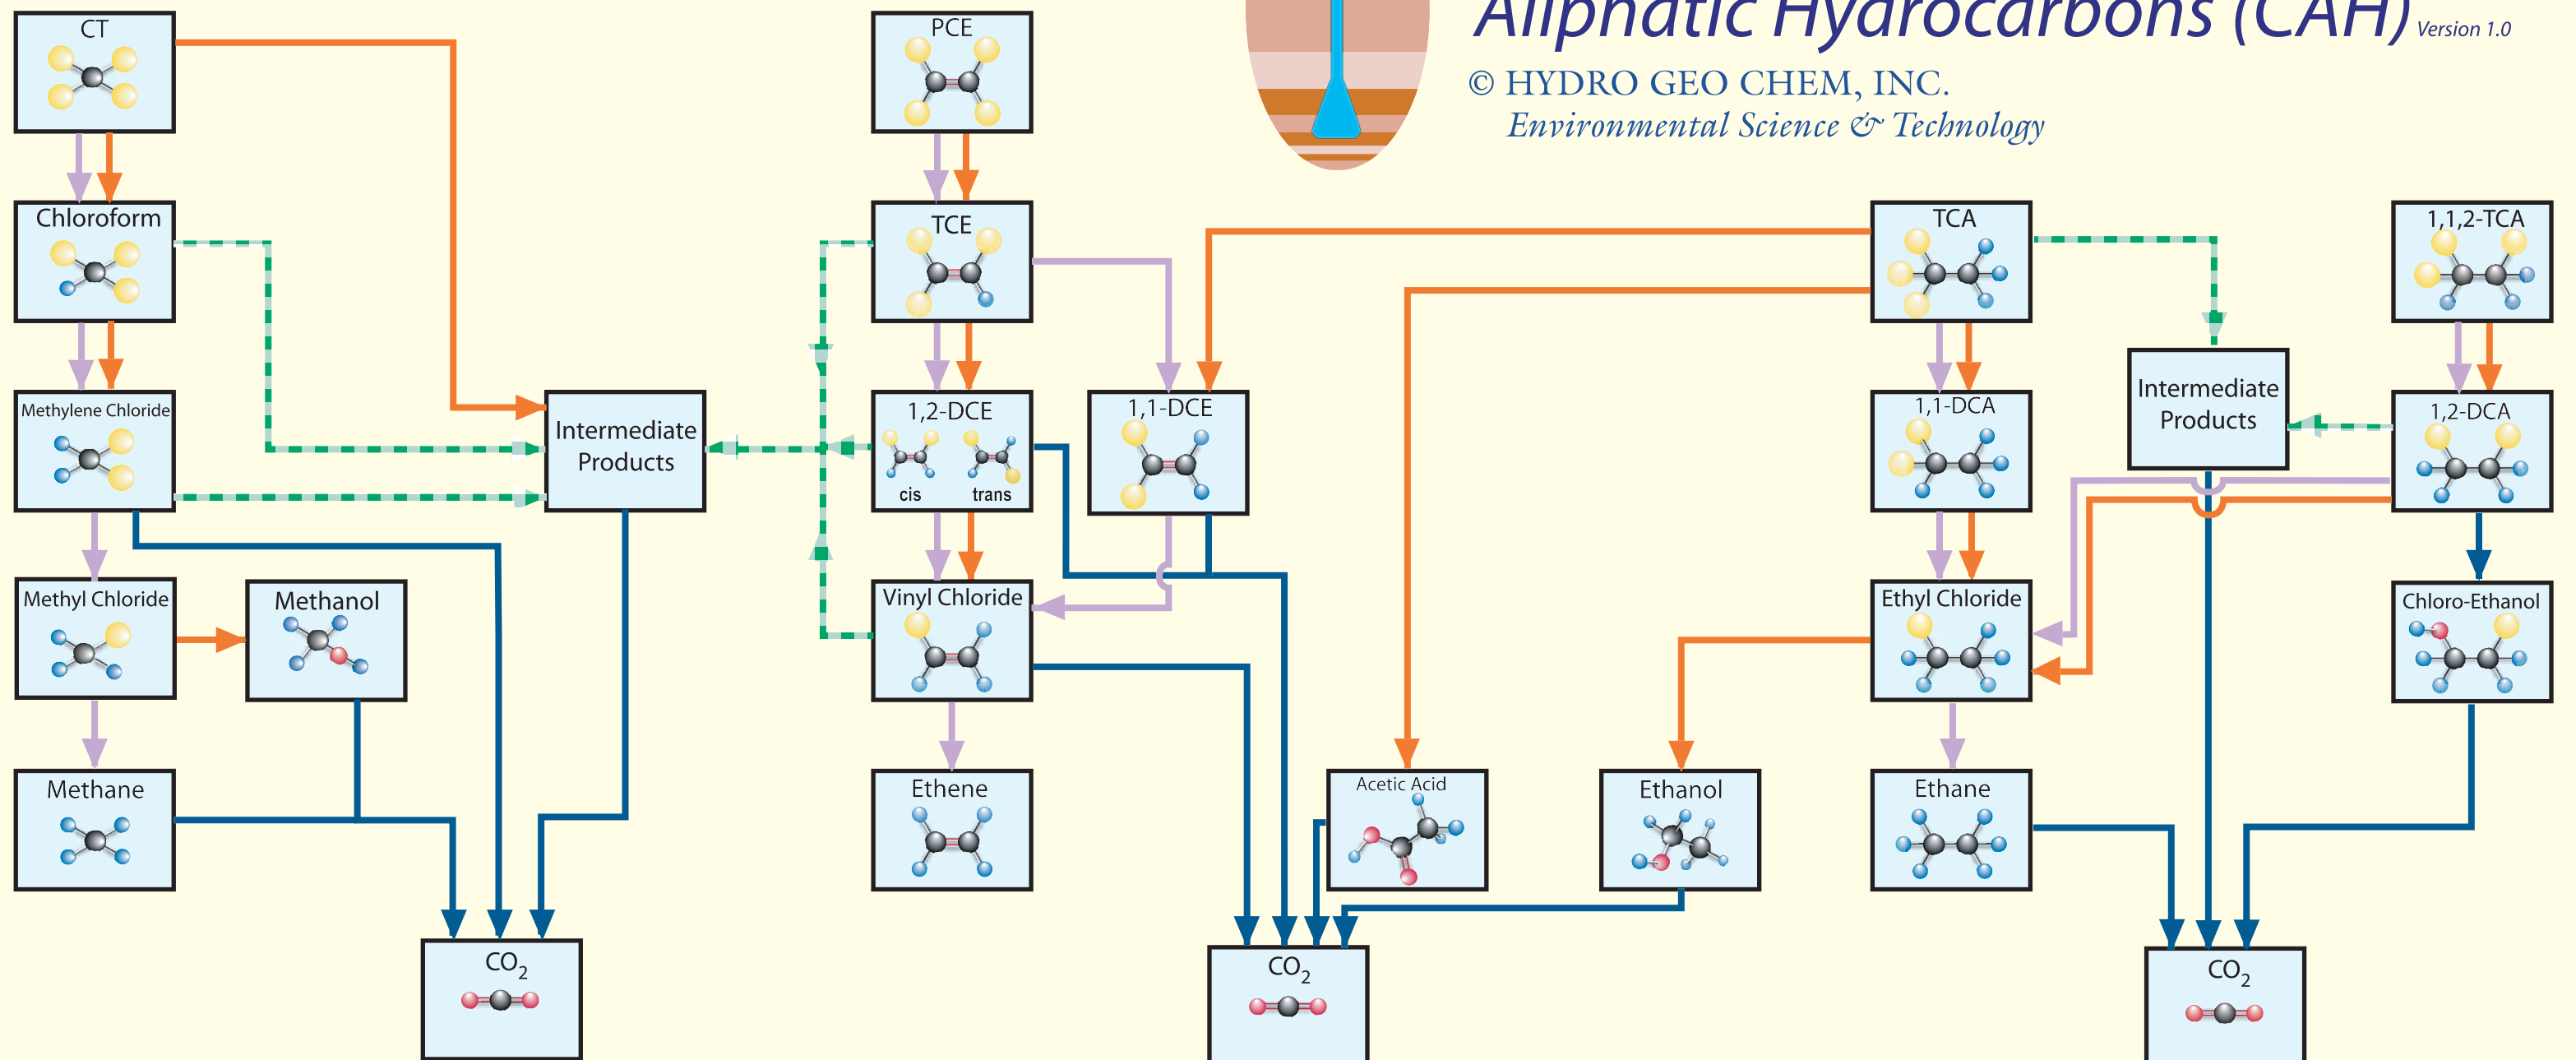 Aliphatic Hydrocarbons (CAH) Version 1.0
© HYDRO GEO CHEM, INC.
Environmental Science & Technology
CT
PCE
Chloroform
TCE
TCA
1,1,2-TCA
Methylene Chloride
Intermediate
Products
1,2-DCE
cis
trans
1,1-DCE
1,1-DCA
Intermediate
Products
1,2-DCA
Methyl Chloride
Methanol
Vinyl Chloride
Ethyl Chloride
Chloro-Ethanol
Methane
Ethene
Acetic Acid
Ethanol
Ethane
CO2
CO2
CO2